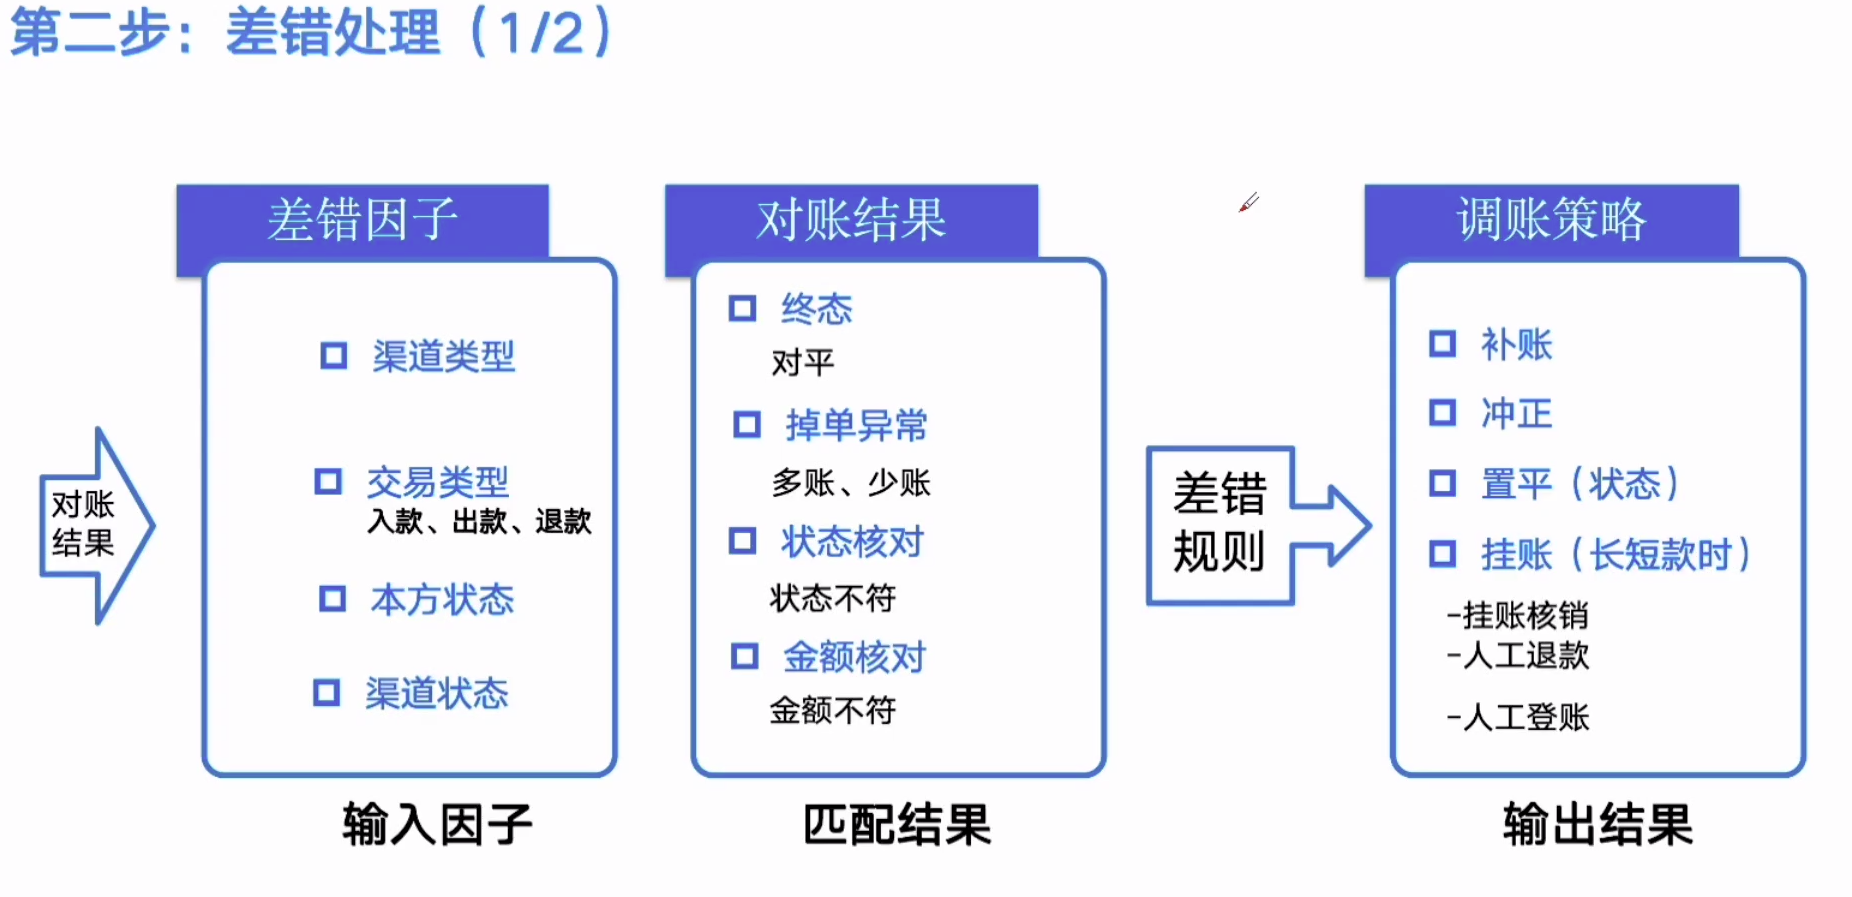 第二步：差错处理（1/2）
对账
结果
差错因子
渠道类型
交易类型
入款、出款、退款
本方状态
渠道状态
输入因子
对账结果
终态
对平
掉单异常
多账、少账
状态核对
状态不符
金额核对
金额不符
匹配结果
差错
规则
调账策略
补账
冲正
置平（状态）
挂账（长短款时）
-挂账核销
-人工退款
-人工登账
输出结果